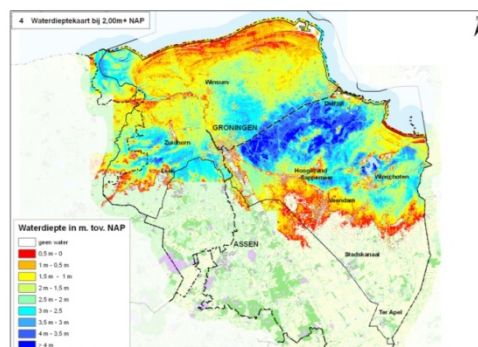 4 Waterdieptekaart bij 2,00m+ NAP
Winsum
Delfzijl
GRONINGEN
Zuidhorn
Leek
Hoogezand
Sappemeer
Winschoten
Veendam
ASSEN
Stadskanaal
Ter Apel
Waterdiepte in m. tov. NAP
geen water
0,5 m - 0
1 m - 0,5 m
1,5 m - 1 m
2 m - 1,5 m
2,5 m - 2 m
3 m - 2,5
3,5 m - 3 m
4 m - 3,5 m
> 4 m